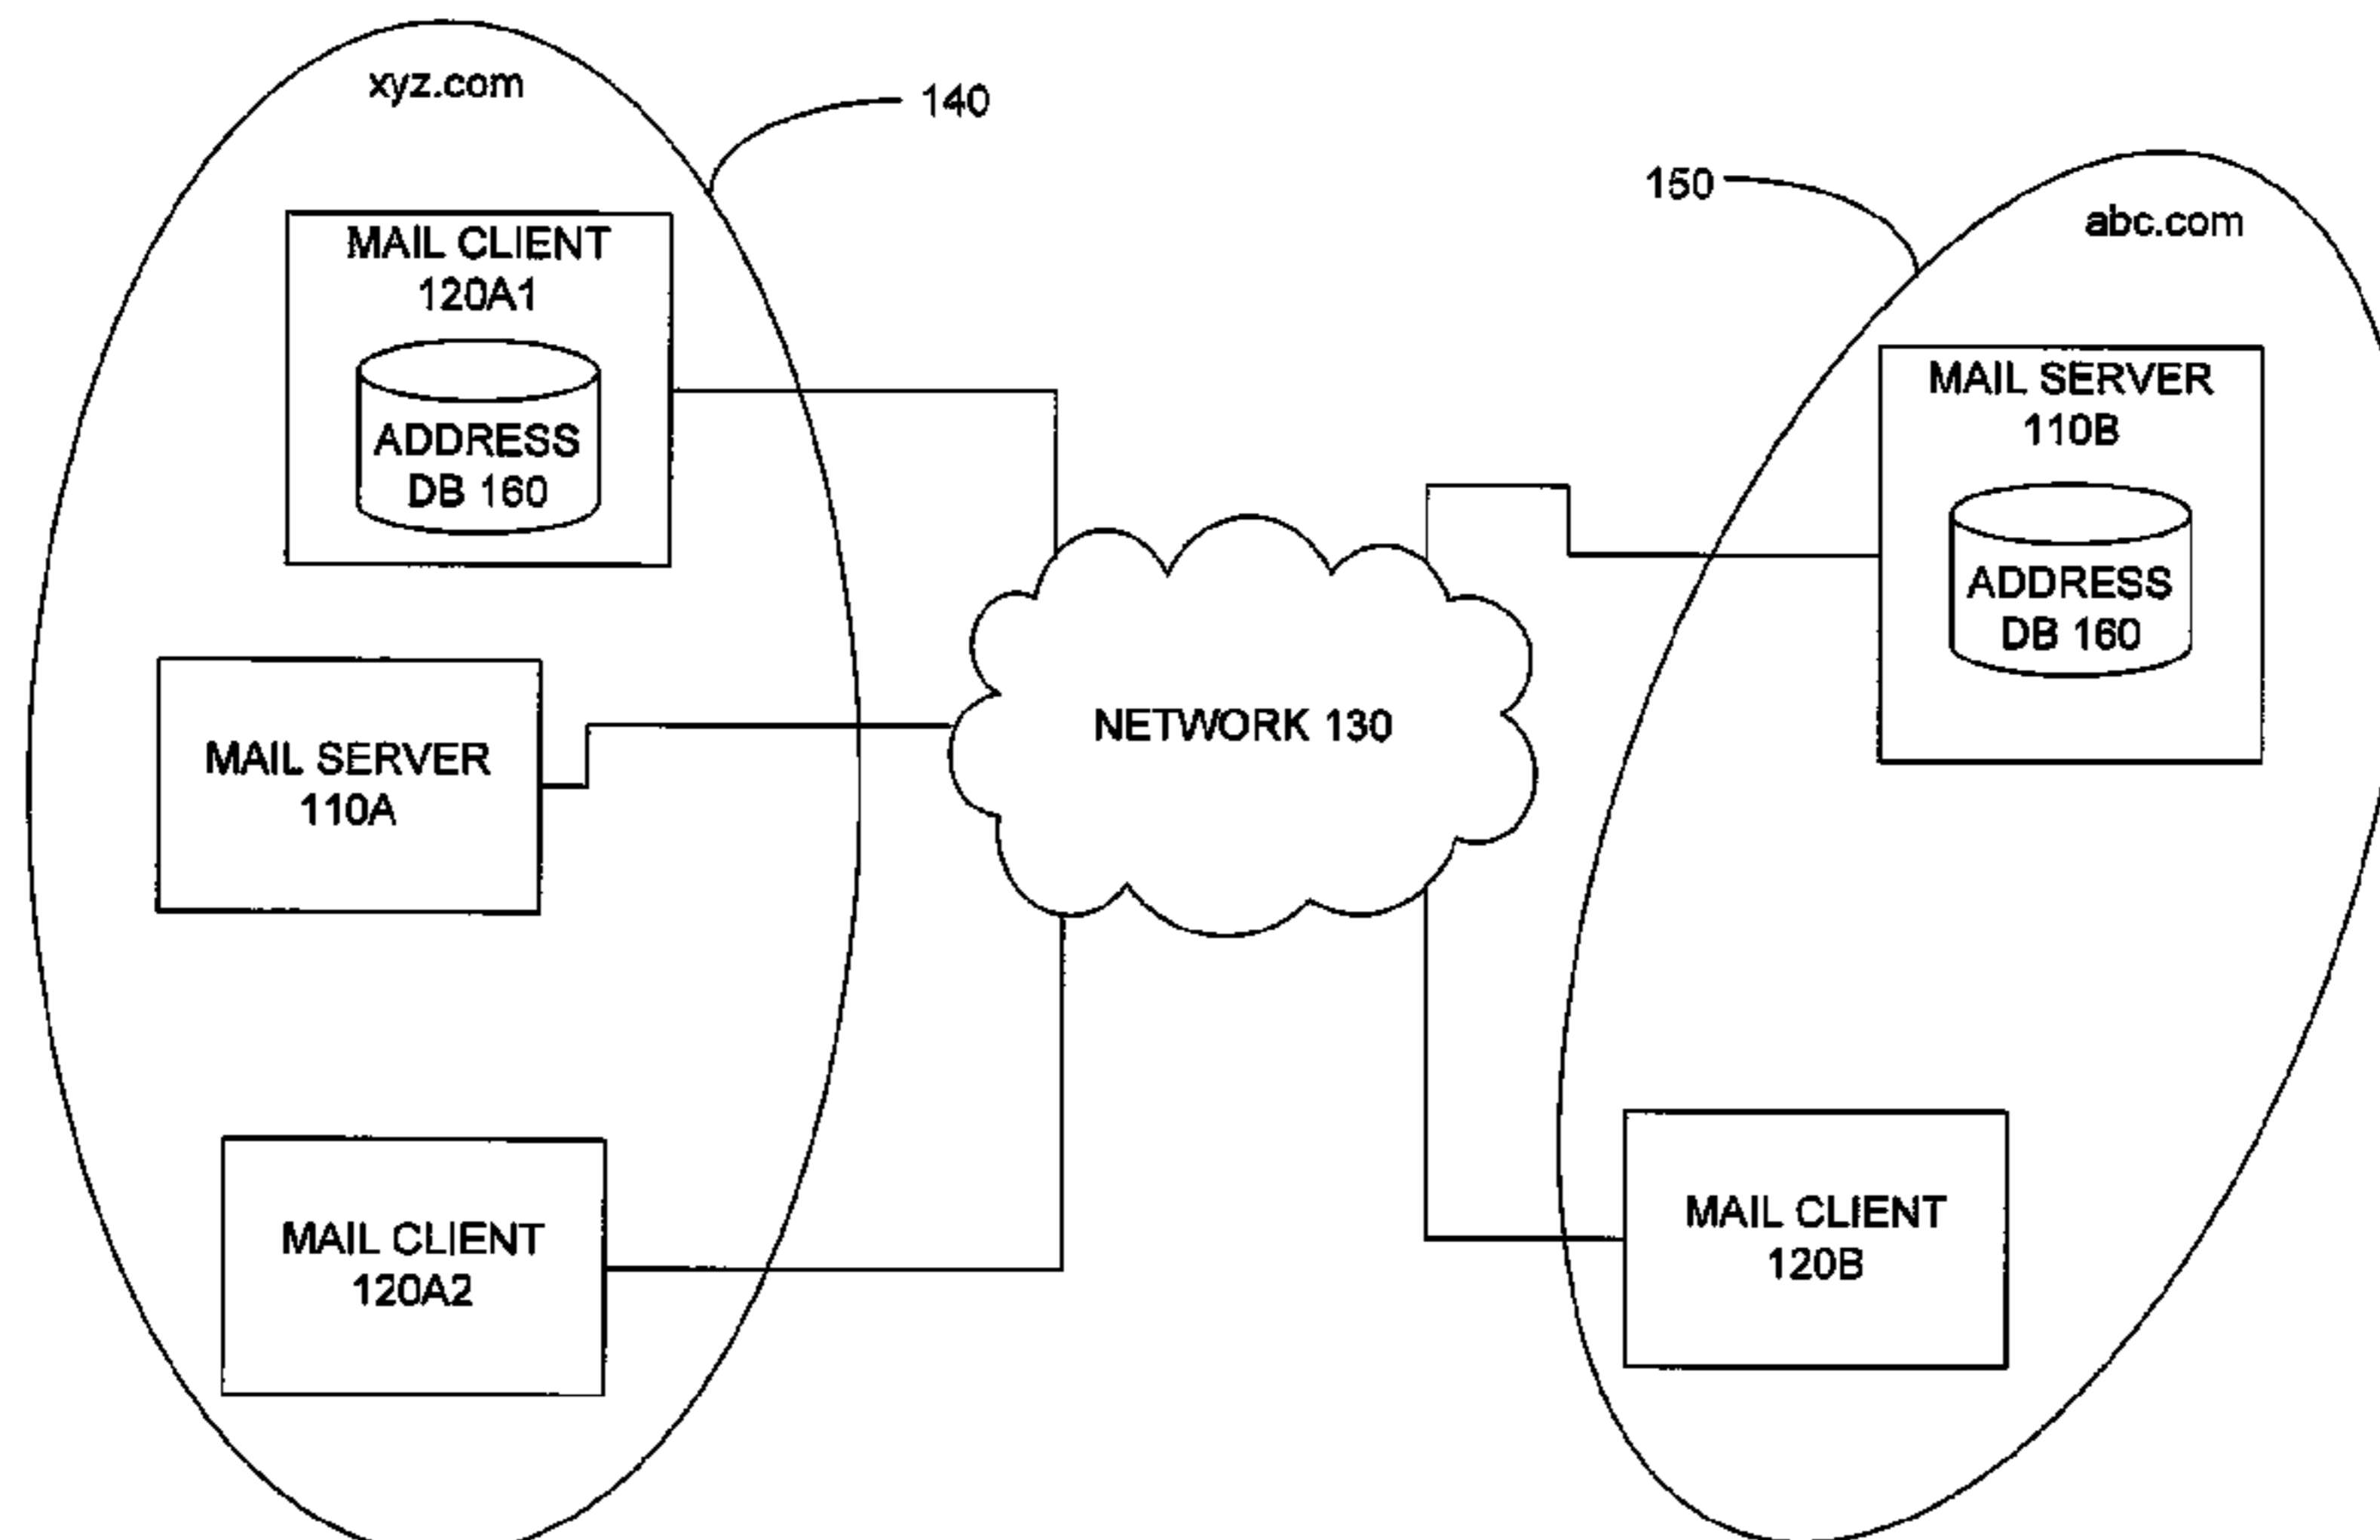 xyz.com
140
MAIL CLIENT
120A1
ADDRESS
DB 160
MAIL SERVER
110A
MAIL CLIENT
120A2
NETWORK 130
150
abc.com
MAIL SERVER
110B
ADDRESS
DB 160
MAIL CLIENT
120B